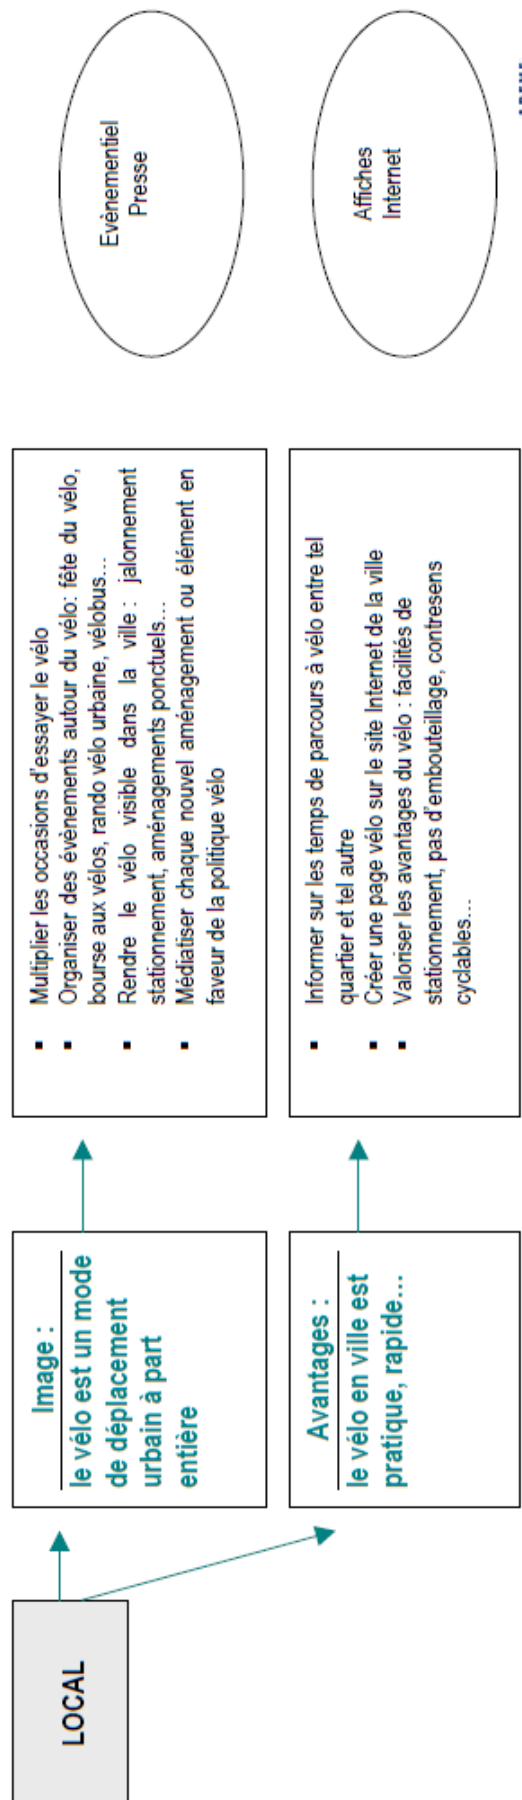 LOCAL
Image :
le vélo est un mode
de déplacement
urbain à part
entière
▪ Multiplier les occasions d'essayer le vélo
▪ Organiser des évènements autour du vélo: fête du vélo,
bourse aux vélos, rando vélo urbaine, vélobus…
▪ Rendre le vélo visible dans la ville : jalonnement
stationnement, aménagements ponctuels…
▪ Médiatiser chaque nouvel aménagement ou élément en
faveur de la politique vélo
Evènementiel
Presse
Avantages :
le vélo en ville est
pratique, rapide…
▪ Informer sur les temps de parcours à vélo entre tel
quartier et tel autre
▪ Créer une page vélo sur le site Internet de la ville
▪ Valoriser les avantages du vélo : facilités de
stationnement, pas d'embouteillage, contresens
cyclables…
Affiches
Internet